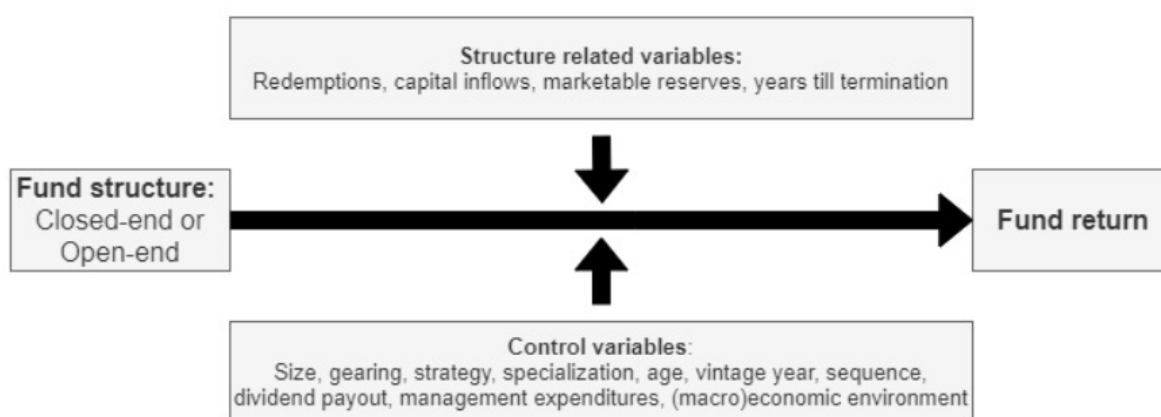 Structure related variables:
Redemptions, capital inflows, marketable reserves, years till termination
Fund structure:
Closed-end or
Open-end
Fund return
Control variables:
Size, gearing, strategy, specialization, age, vintage year, sequence,
dividend payout, management expenditures, (macro)economic environment